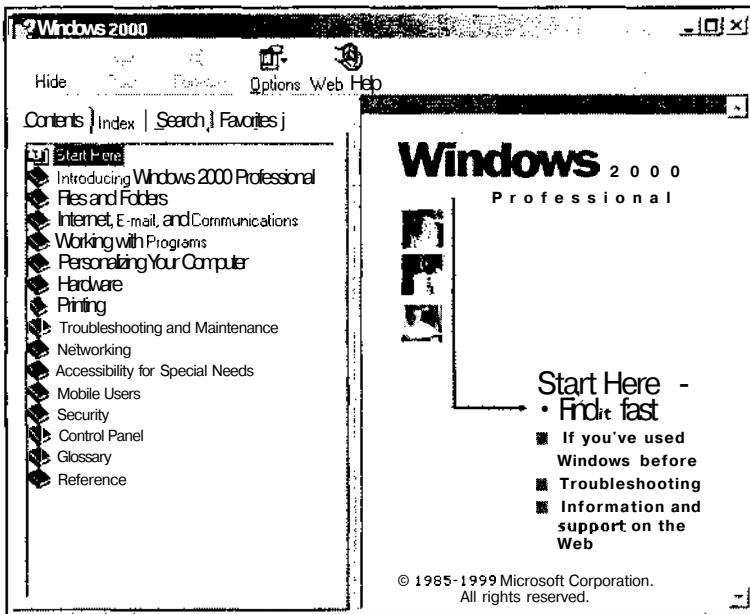 Windows 2000
Hide Options Web Help
Contents Index Search Favorites
Start Here
Introducing Windows 2000 Professional
Files and Folders
Internet, E-mail, and Communications
Working with Programs
Personalizing Your Computer
Hardware
Printing
Troubleshooting and Maintenance
Networking
Accessibility for Special Needs
Mobile Users
Security
Control Panel
Glossary
Reference
Windows 2000
Professional
Start Here -
• Find it fast
If you've used
Windows before
Troubleshooting
Information and
support on the
Web
© 1985-1999 Microsoft Corporation.
All rights reserved.